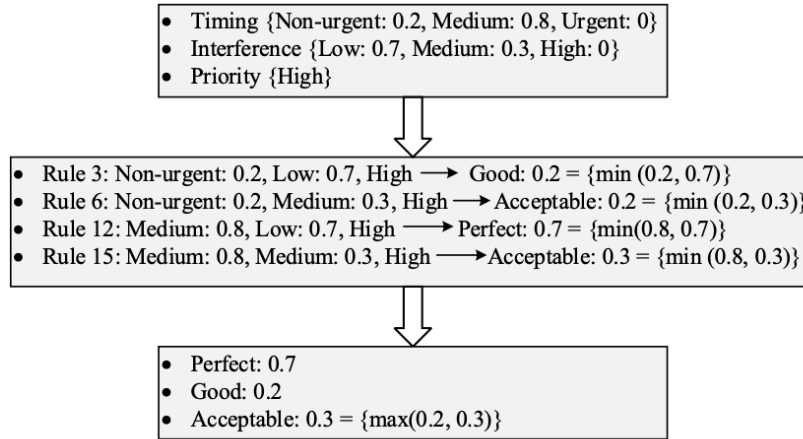 • Timing {Non-urgent: 0.2, Medium: 0.8, Urgent: 0}
• Interference {Low: 0.7, Medium: 0.3, High: 0}
• Priority {High}
• Rule 3: Non-urgent: 0.2, Low: 0.7, High ⟶ Good: 0.2 = {min (0.2, 0.7)}
• Rule 6: Non-urgent: 0.2, Medium: 0.3, High ⟶ Acceptable: 0.2 = {min (0.2, 0.3)}
• Rule 12: Medium: 0.8, Low: 0.7, High ⟶ Perfect: 0.7 = {min(0.8, 0.7)}
• Rule 15: Medium: 0.8, Medium: 0.3, High ⟶ Acceptable: 0.3 = {min (0.8, 0.3)}
• Perfect: 0.7
• Good: 0.2
• Acceptable: 0.3 = {max(0.2, 0.3)}